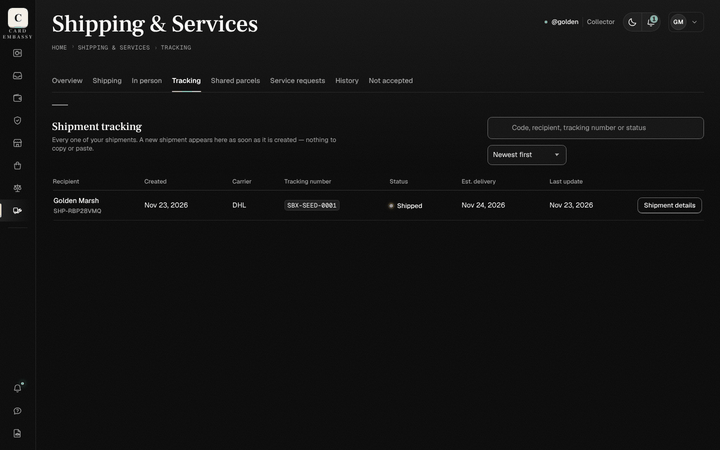 C
CARD
EMBASSY
Shipping & Services
@golden
Collector
1
GM
HOME
SHIPPING & SERVICES
TRACKING
Overview
Shipping
In person
Tracking
Shared parcels
Service requests
History
Not accepted
Shipment tracking
Every one of your shipments. A new shipment appears here as soon as it is created — nothing to
copy or paste.
Code, recipient, tracking number or status
Newest first
Recipient
Created
Carrier
Tracking number
Status
Est. delivery
Last update
Golden Marsh
SHP-RBP28VMQ
Nov 23, 2026
DHL
SBX-SEED-0001
Shipped
Nov 24, 2026
Nov 23, 2026
Shipment details